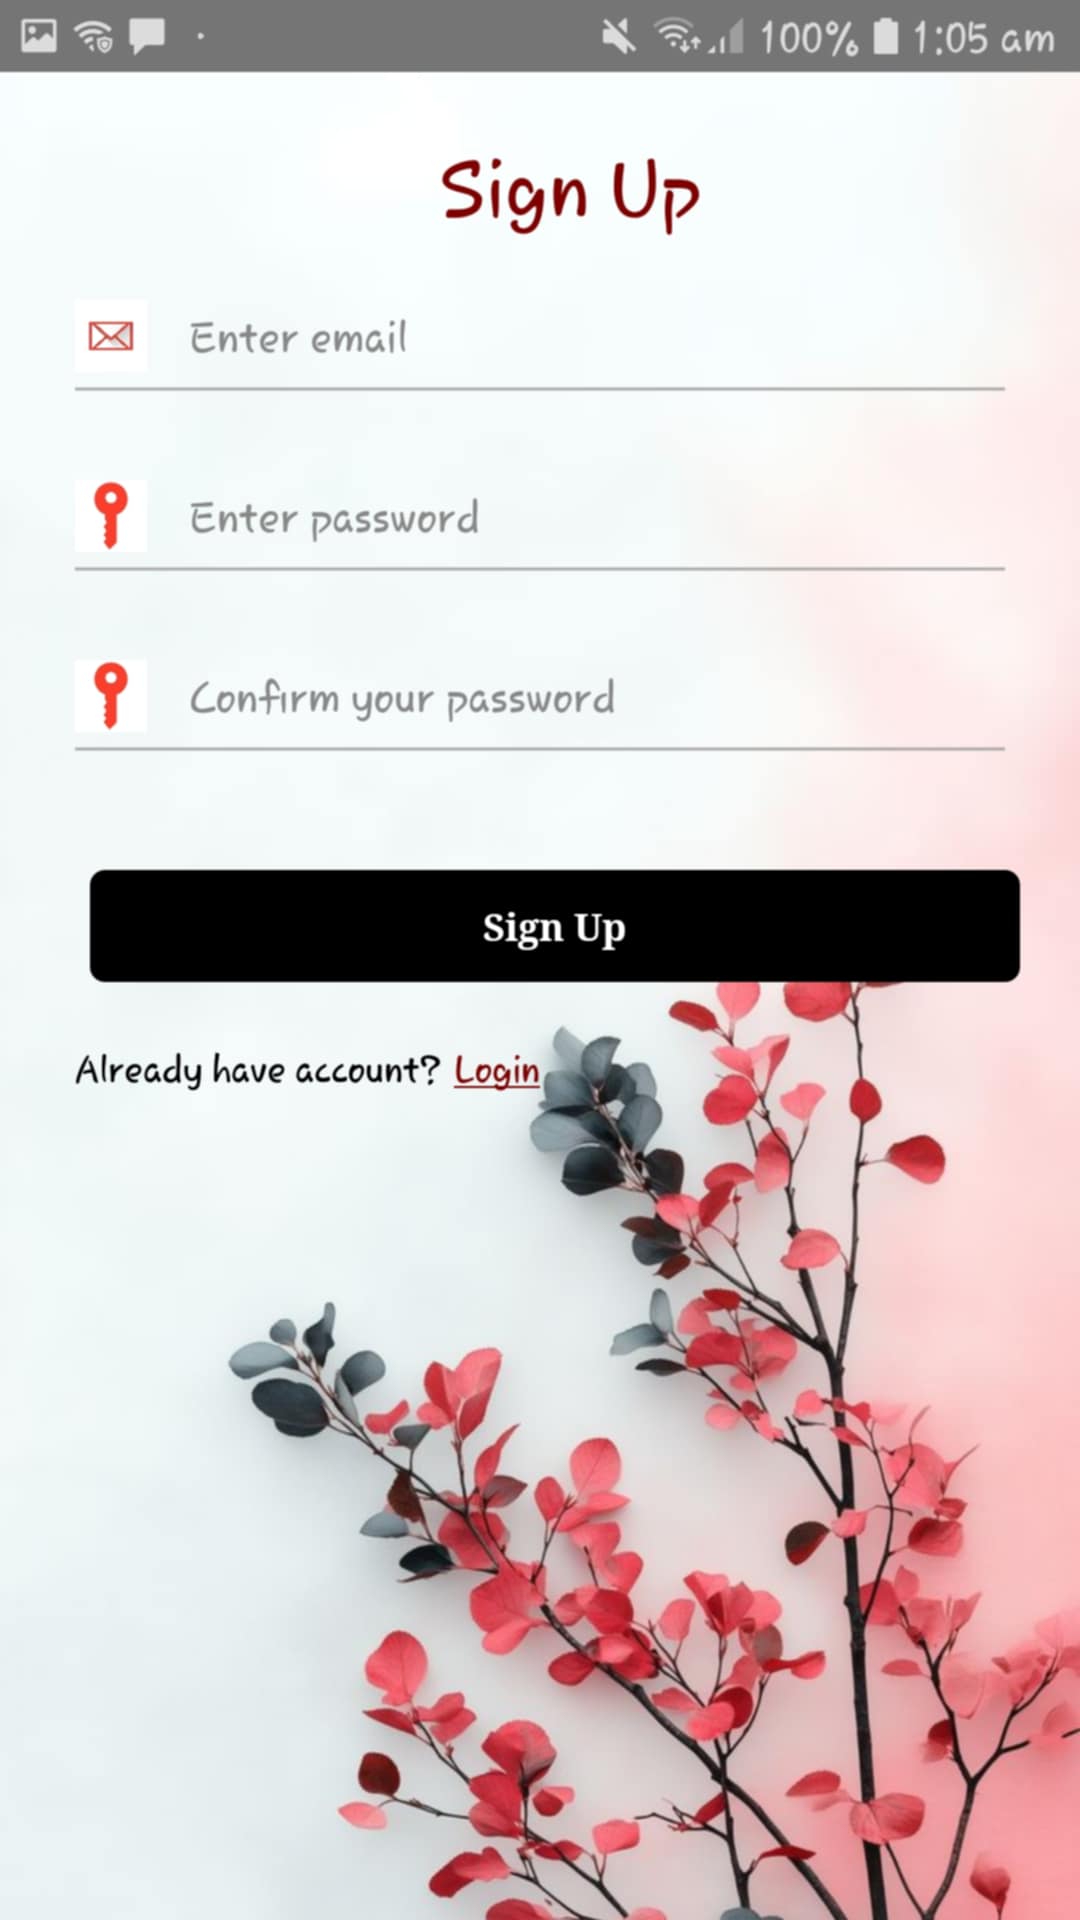 100% 1:05 am
Sign Up
Enter email
Enter password
Confirm your password
Sign Up
Already have account? Login